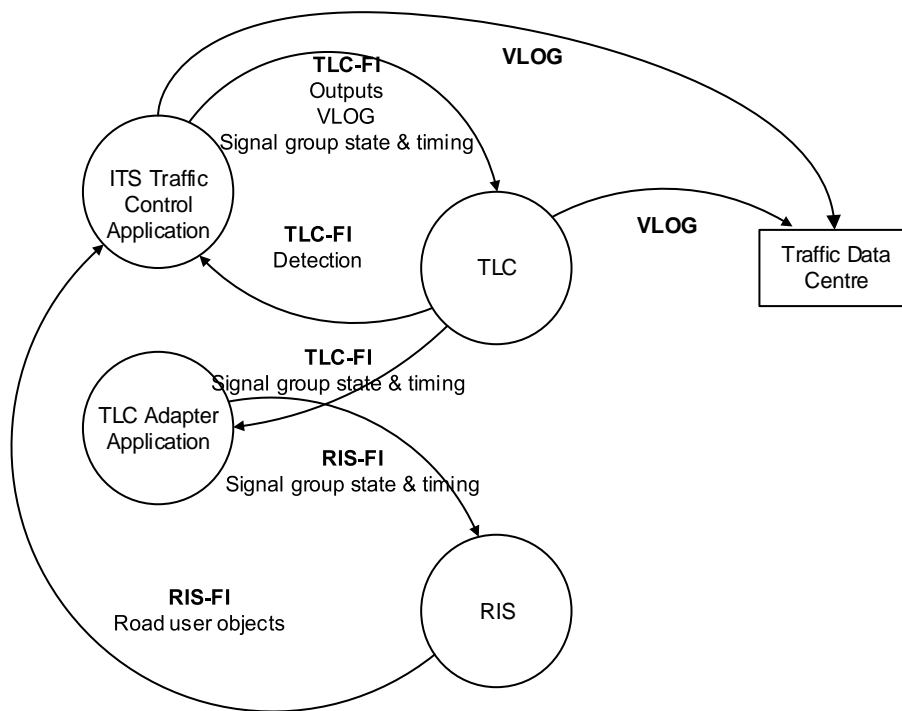 VLOG
TLC-FI
Outputs
VLOG
Signal group state & timing
ITS Traffic
Control
Application
TLC-FI
Detection
TLC
VLOG
Traffic Data
Centre
TLC-FI
Signal group state & timing
TLC Adapter
Application
RIS-FI
Signal group state & timing
RIS-FI
Road user objects
RIS